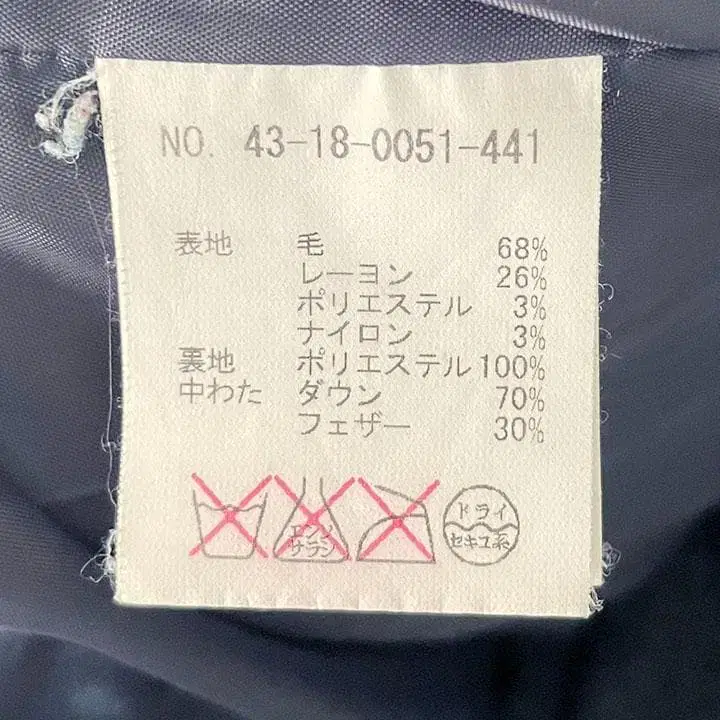 NO. 43-18-0051-441
表地 毛 68%
レーヨン 26%
ポリエステル 3%
ナイロン 3%
裏地 ポリエステル 100%
中わた ダウン 70%
フェザー 30%
エンソ
サラシ
ドライ
セキユ系